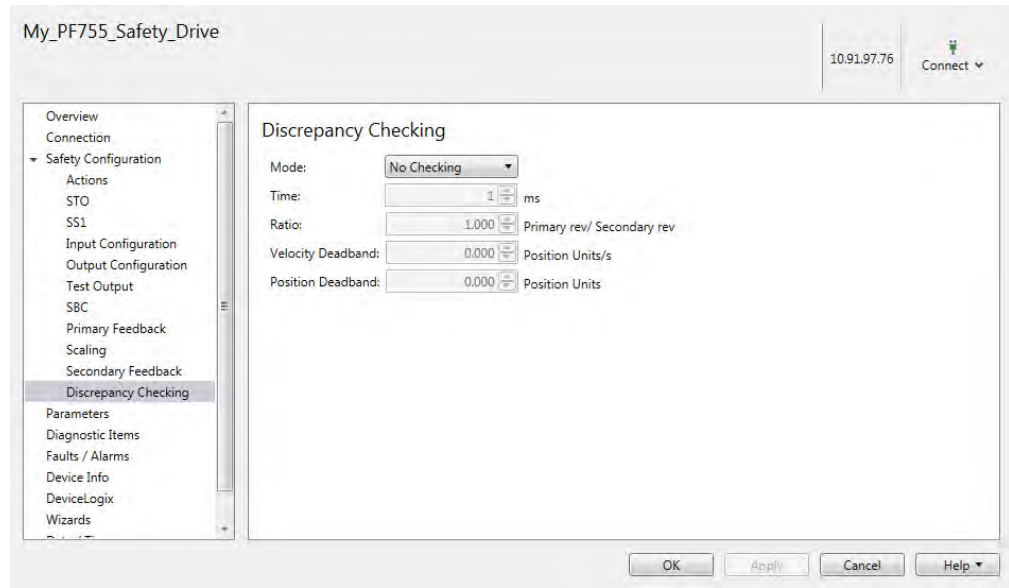 My_PF755_Safety_Drive
10.91.97.76
Connect
Overview
Connection
Safety Configuration
Actions
STO
SS1
Input Configuration
Output Configuration
Test Output
SBC
Primary Feedback
Scaling
Secondary Feedback
Discrepancy Checking
Parameters
Diagnostic Items
Faults / Alarms
Device Info
DeviceLogix
Wizards
Discrepancy Checking
Mode: No Checking
Time: 1 ms
Ratio: 1.000 Primary rev/ Secondary rev
Velocity Deadband: 0.000 Position Units/s
Position Deadband: 0.000 Position Units
OK Apply Cancel Help